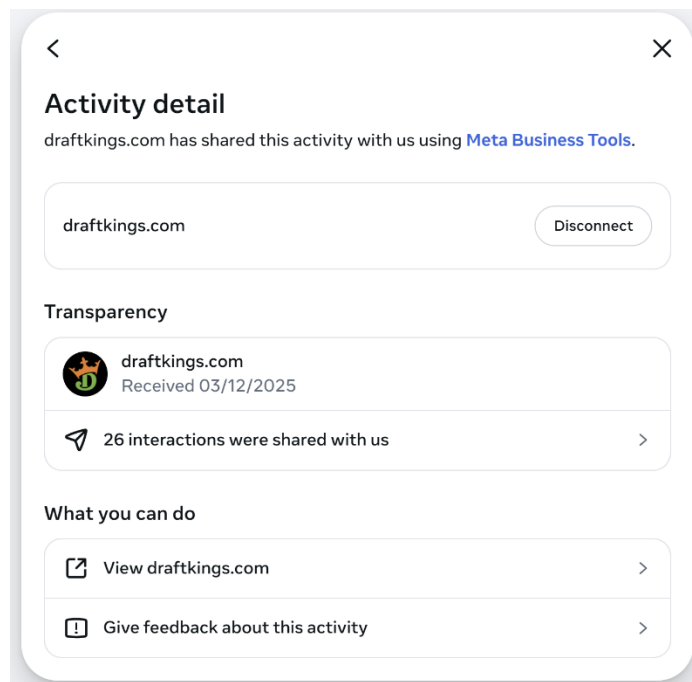 Activity detail
draftkings.com has shared this activity with us using Meta Business Tools.
draftkings.com
Disconnect
Transparency
draftkings.com
Received 03/12/2025
26 interactions were shared with us
What you can do
View draftkings.com
Give feedback about this activity